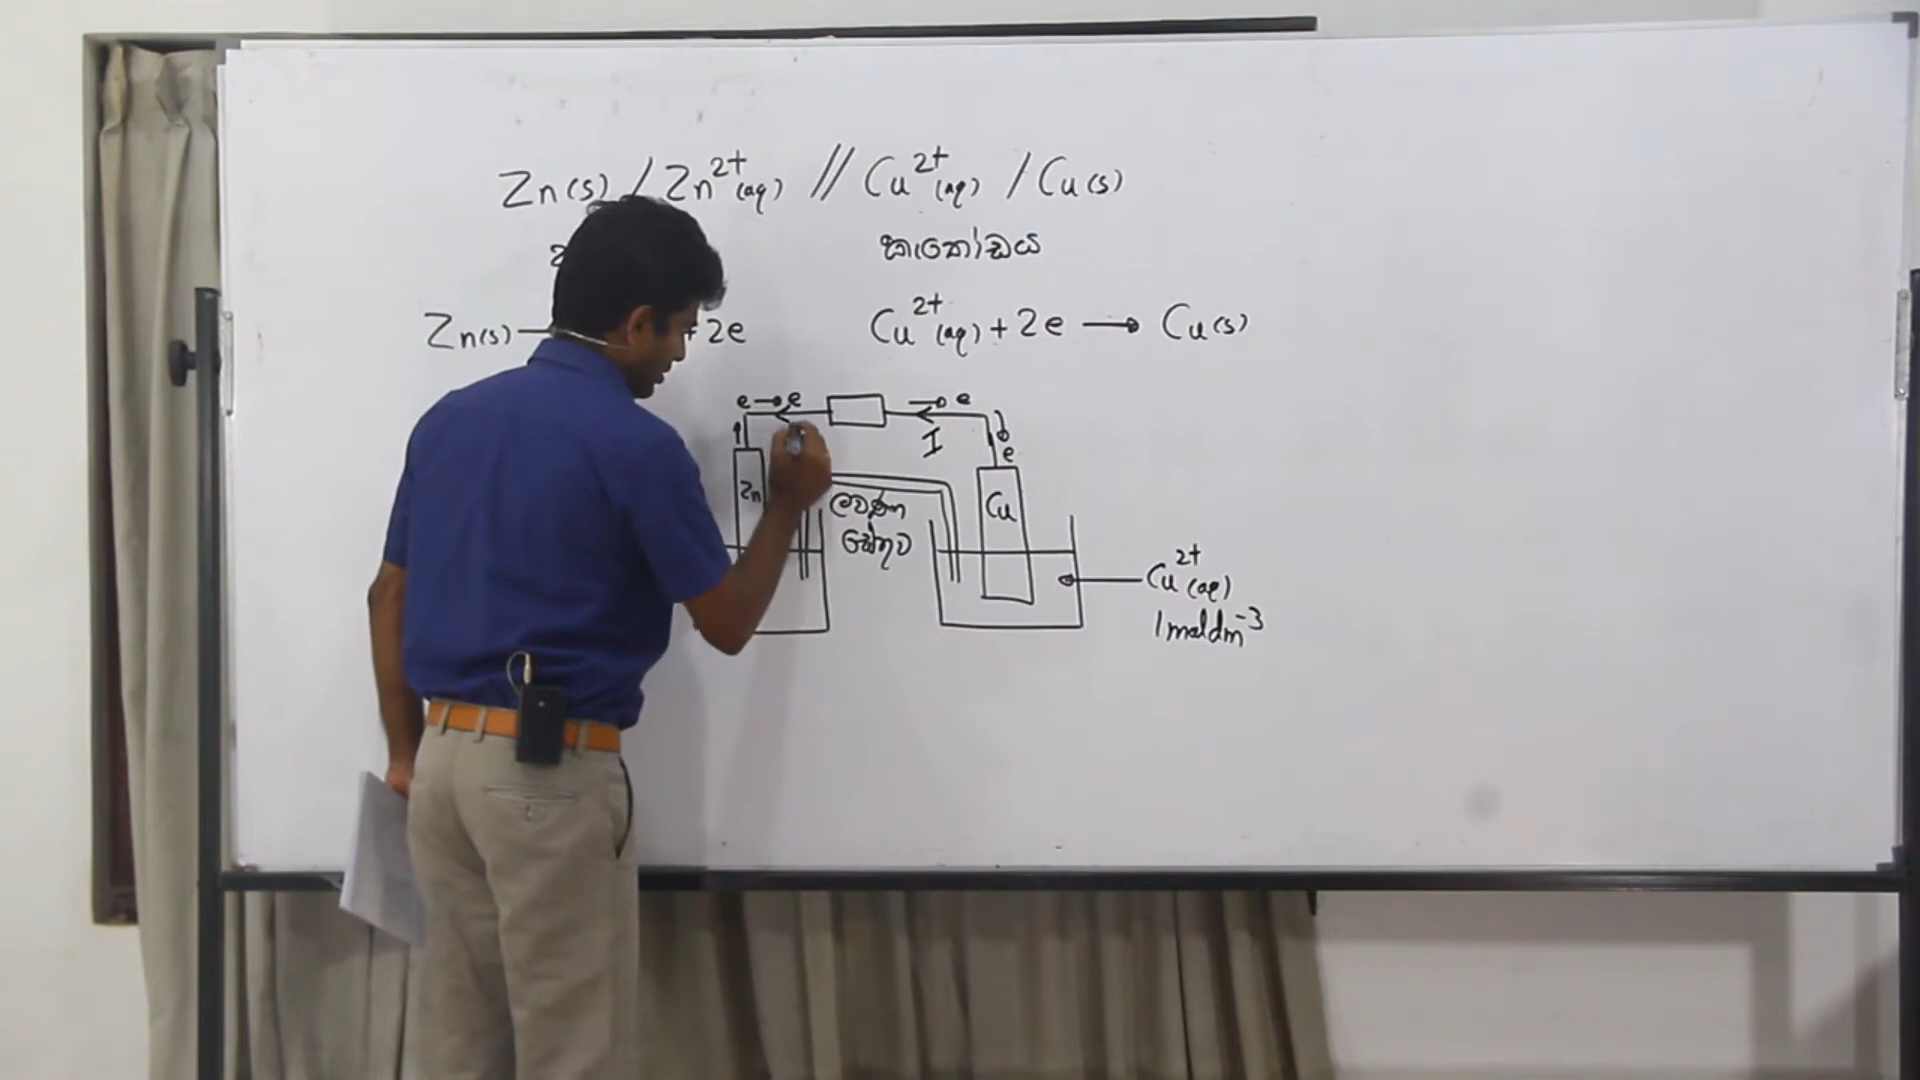 Zn(s) / Zn²⁺(aq) // Cu²⁺(aq) / Cu(s)
කැතෝඩය
Zn(s) — + 2e
Cu²⁺(aq) + 2e → Cu(s)
e → e → e
I
e
Zn
Cu
ලවණ
සේතුව
Cu²⁺(aq)
1moldm⁻³